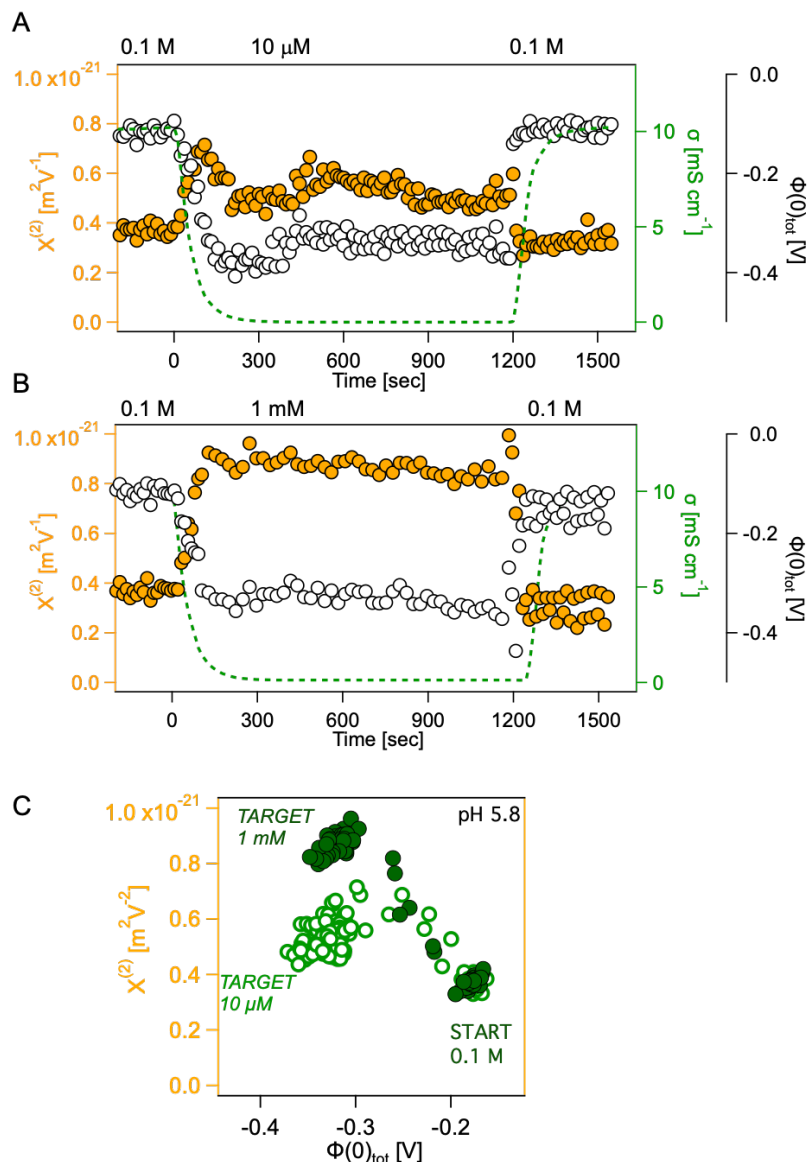 A
0.1 M
10 µM
0.1 M
1.0 x10⁻²¹
0.8
0.6
0.4
0.2
0.0
X⁽²⁾ [m²V⁻¹]
10
5
0
σ [mS cm⁻¹]
0.0
-0.2
-0.4
Φ(0)tot [V]
0
300
600
900
1200
1500
Time [sec]
B
0.1 M
1 mM
0.1 M
1.0 x10⁻²¹
0.8
0.6
0.4
0.2
0.0
X⁽²⁾ [m²V⁻¹]
10
5
0
σ [mS cm⁻¹]
0.0
-0.2
-0.4
Φ(0)tot [V]
0
300
600
900
1200
1500
Time [sec]
C
1.0 x10⁻²¹
0.8
0.6
0.4
0.2
0.0
X⁽²⁾ [m²V⁻²]
TARGET
1 mM
pH 5.8
TARGET
10 µM
START
0.1 M
-0.4
-0.3
-0.2
Φ(0)tot [V]